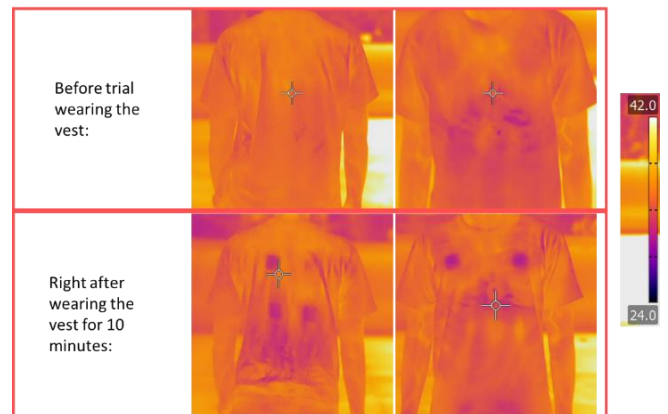 Before trial
wearing the
vest:
42.0
Right after
wearing the
vest for 10
minutes:
24.0